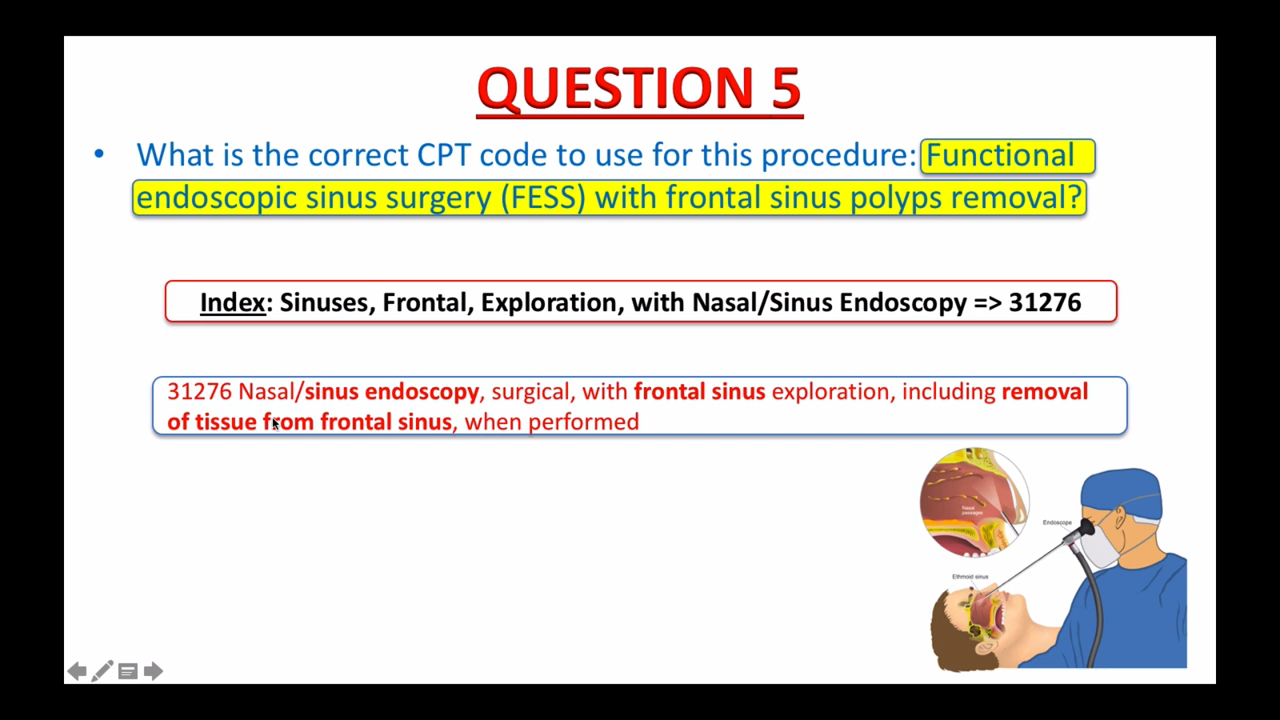 QUESTION 5
• What is the correct CPT code to use for this procedure: Functional
endoscopic sinus surgery (FESS) with frontal sinus polyps removal?
Index: Sinuses, Frontal, Exploration, with Nasal/Sinus Endoscopy => 31276
31276 Nasal/sinus endoscopy, surgical, with frontal sinus exploration, including removal
of tissue from frontal sinus, when performed
Nasal
passages
Endoscope
Ethmoid sinus